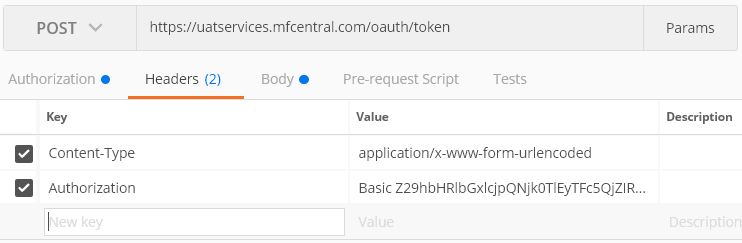 POST https://uatservices.mfcentral.com/oauth/token Params
Authorization Headers (2) Body Pre-request Script Tests
Key Value Description
Content-Type application/x-www-form-urlencoded
Authorization Basic Z29hbHRlbGxlcjpQNjk0TlEyTFc5QjZIR...
New key Value Description